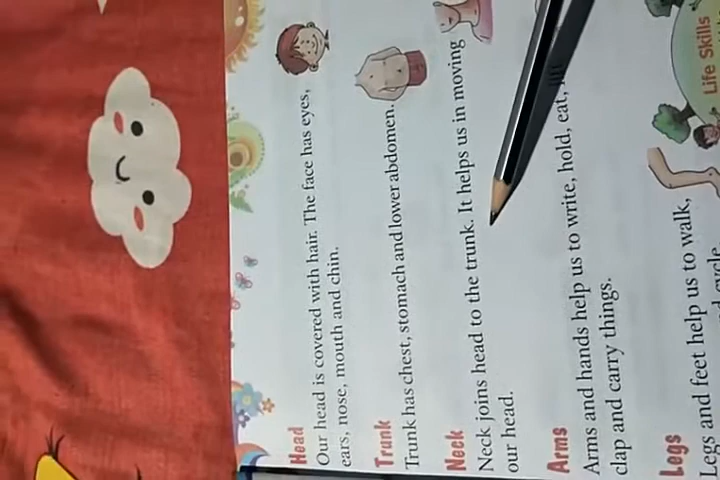 Head
Our head is covered with hair. The face has eyes,
ears, nose, mouth and chin.
Trunk
Trunk has chest, stomach and lower abdomen.
Neck
Neck joins head to the trunk. It helps us in moving
our head.
Arms
Arms and hands help us to write, hold, eat,
clap and carry things.
Legs
Legs and feet help us to walk,
Life Skills